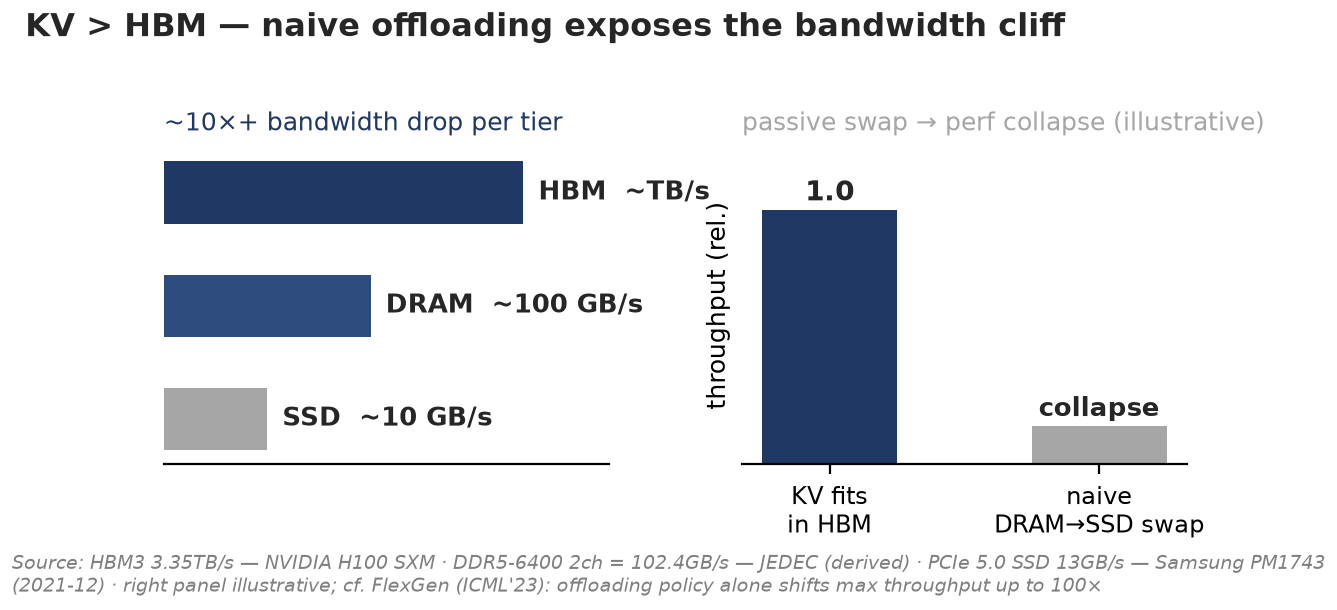 KV > HBM — naive offloading exposes the bandwidth cliff
~10×+ bandwidth drop per tier
HBM ~TB/s
DRAM ~100 GB/s
SSD ~10 GB/s
passive swap → perf collapse (illustrative)
throughput (rel.)
1.0
collapse
KV fits
in HBM
naive
DRAM→SSD swap
Source: HBM3 3.35TB/s — NVIDIA H100 SXM · DDR5-6400 2ch = 102.4GB/s — JEDEC (derived) · PCIe 5.0 SSD 13GB/s — Samsung PM1743
(2021-12) · right panel illustrative; cf. FlexGen (ICML'23): offloading policy alone shifts max throughput up to 100×